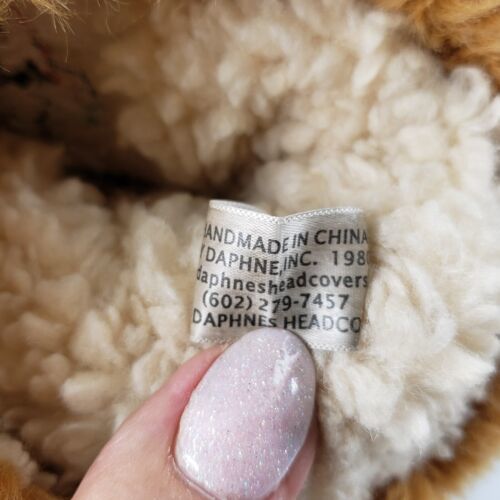 HANDMADE IN CHINA
Y DAPHNE, INC. 1980
daphnesheadcovers
(602) 279-7457
DAPHNES HEADCO